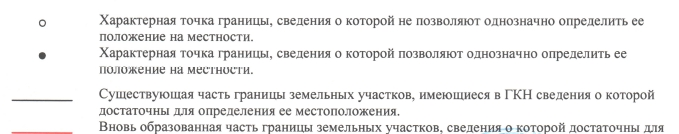 Характерная точка границы, сведения о которой не позволяют однозначно определить ее
положение на местности.
Характерная точка границы, сведения о которой позволяют однозначно определить ее
положение на местности.
Существующая часть границы земельных участков, имеющиеся в ГКН сведения о которой
достаточны для определения ее местоположения.
Вновь образованная часть границы земельных участков, сведения о которой достаточны для